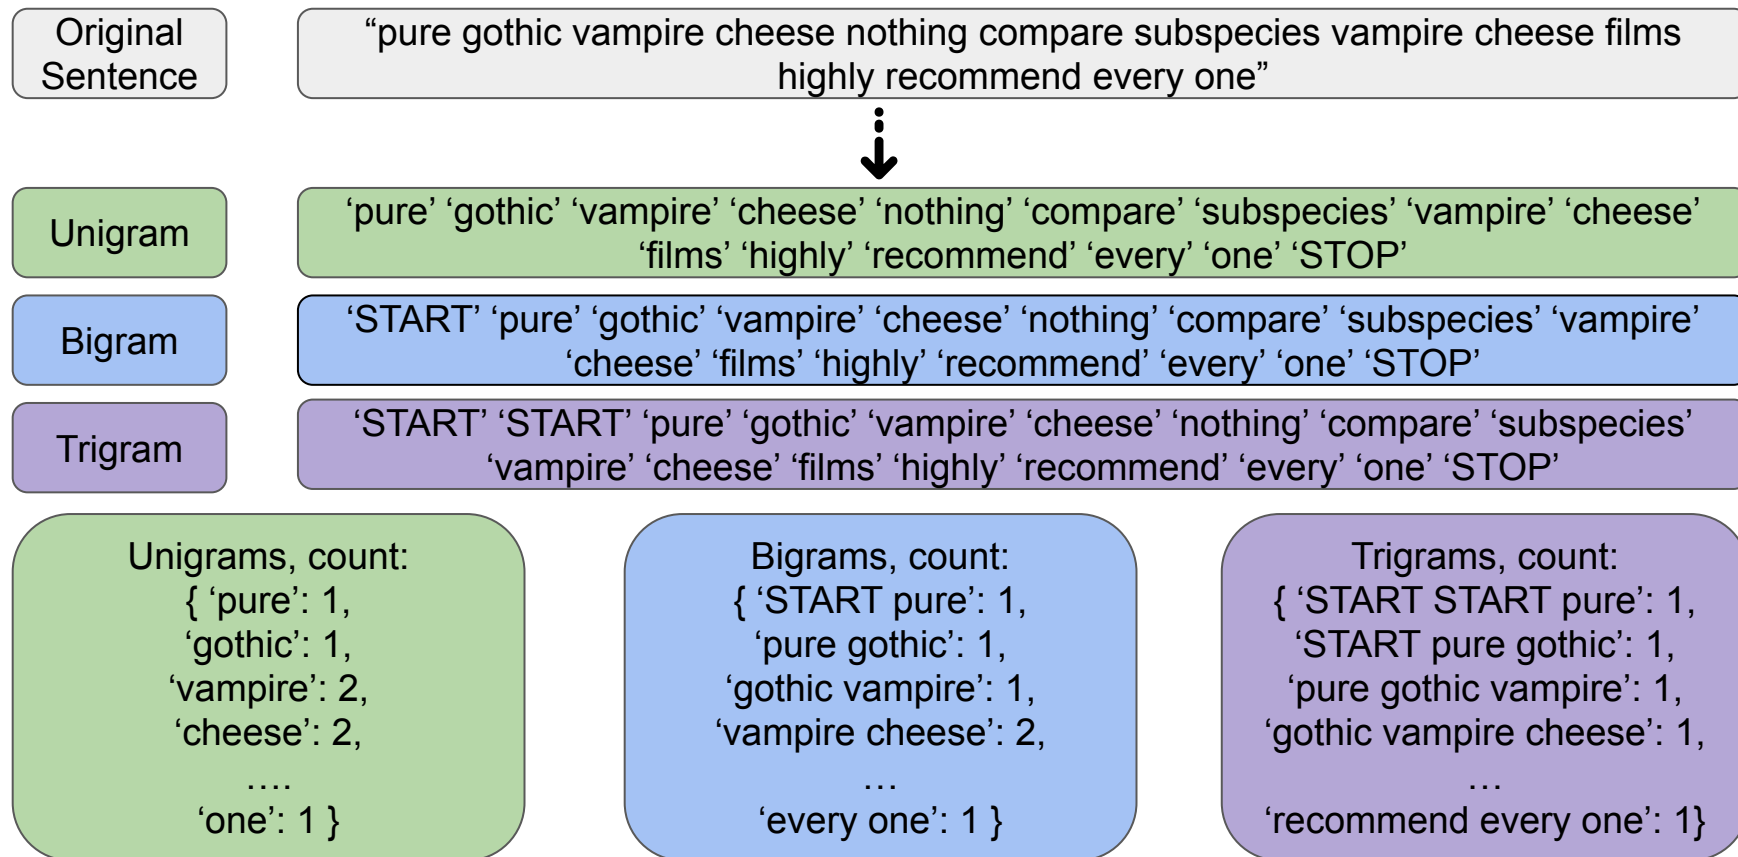 Original
Sentence
“pure gothic vampire cheese nothing compare subspecies vampire cheese films
highly recommend every one”
Unigram
‘pure’ ‘gothic’ ‘vampire’ ‘cheese’ ‘nothing’ ‘compare’ ‘subspecies’ ‘vampire’ ‘cheese’
‘films’ ‘highly’ ‘recommend’ ‘every’ ‘one’ ‘STOP’
Bigram
‘START’ ‘pure’ ‘gothic’ ‘vampire’ ‘cheese’ ‘nothing’ ‘compare’ ‘subspecies’ ‘vampire’
‘cheese’ ‘films’ ‘highly’ ‘recommend’ ‘every’ ‘one’ ‘STOP’
Trigram
‘START’ ‘START’ ‘pure’ ‘gothic’ ‘vampire’ ‘cheese’ ‘nothing’ ‘compare’ ‘subspecies’
‘vampire’ ‘cheese’ ‘films’ ‘highly’ ‘recommend’ ‘every’ ‘one’ ‘STOP’
Unigrams, count:
{ ‘pure’: 1,
‘gothic’: 1,
‘vampire’: 2,
‘cheese’: 2,
….
‘one’: 1 }
Bigrams, count:
{ ‘START pure’: 1,
‘pure gothic’: 1,
‘gothic vampire’: 1,
‘vampire cheese’: 2,
…
‘every one’: 1 }
Trigrams, count:
{ ‘START START pure’: 1,
‘START pure gothic’: 1,
‘pure gothic vampire’: 1,
‘gothic vampire cheese’: 1,
…
‘recommend every one’: 1}